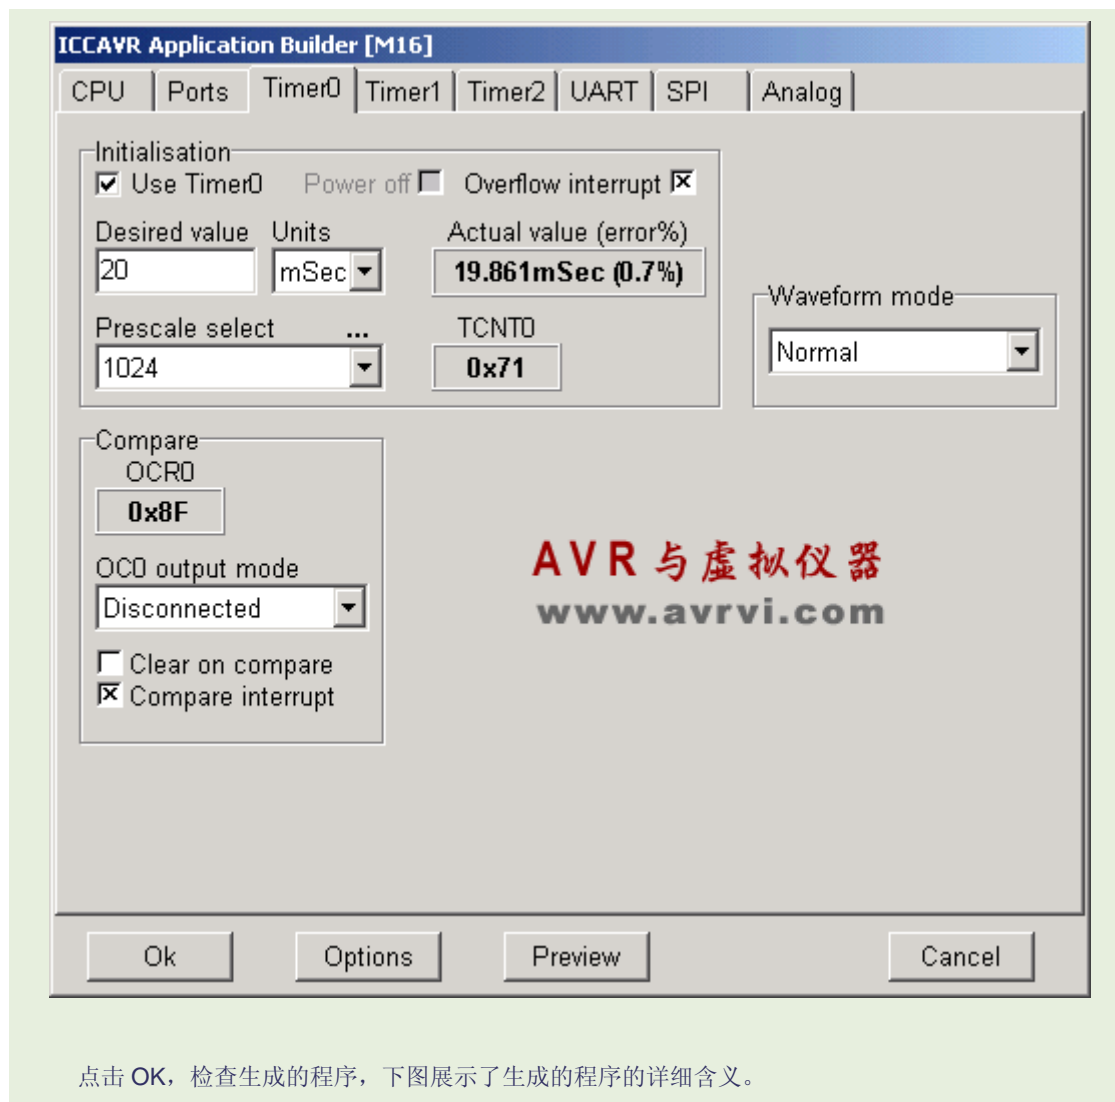 ICCAVR Application Builder [M16]
CPU Ports Timer0 Timer1 Timer2 UART SPI Analog
Initialisation
Use Timer0 Power off Overflow interrupt
Desired value Units Actual value (error%)
20 mSec 19.861mSec (0.7%)
Waveform mode
Prescale select ... TCNT0
Normal
1024 0x71
Compare
OCR0
0x8F
OC0 output mode
Disconnected
Clear on compare
Compare interrupt
AVR与虚拟仪器
www.avrvi.com
Ok Options Preview Cancel
点击 OK，检查生成的程序，下图展示了生成的程序的详细含义。